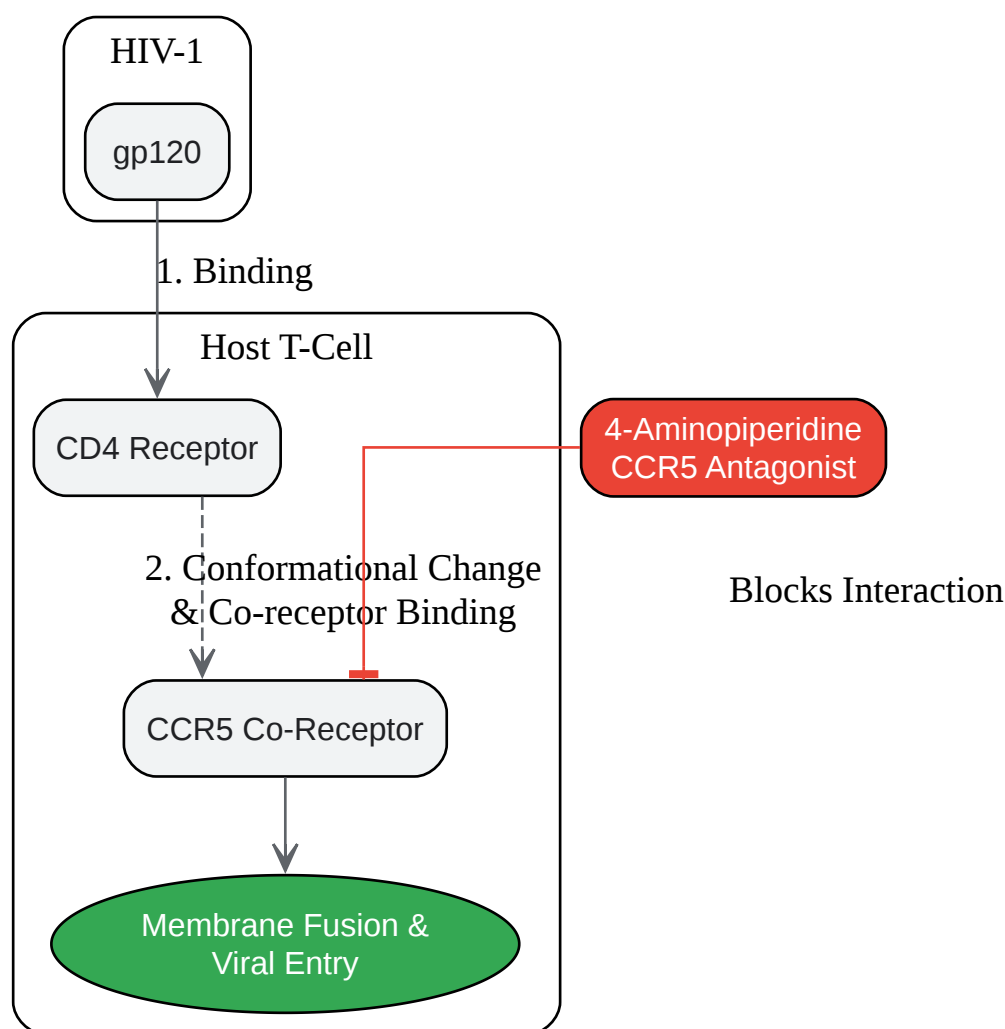 HIV-1
gp120
1. Binding
Host T-Cell
CD4 Receptor
4-Aminopiperidine
CCR5 Antagonist
2. Conformational Change
& Co-receptor Binding
Blocks Interaction
CCR5 Co-Receptor
Membrane Fusion &
Viral Entry